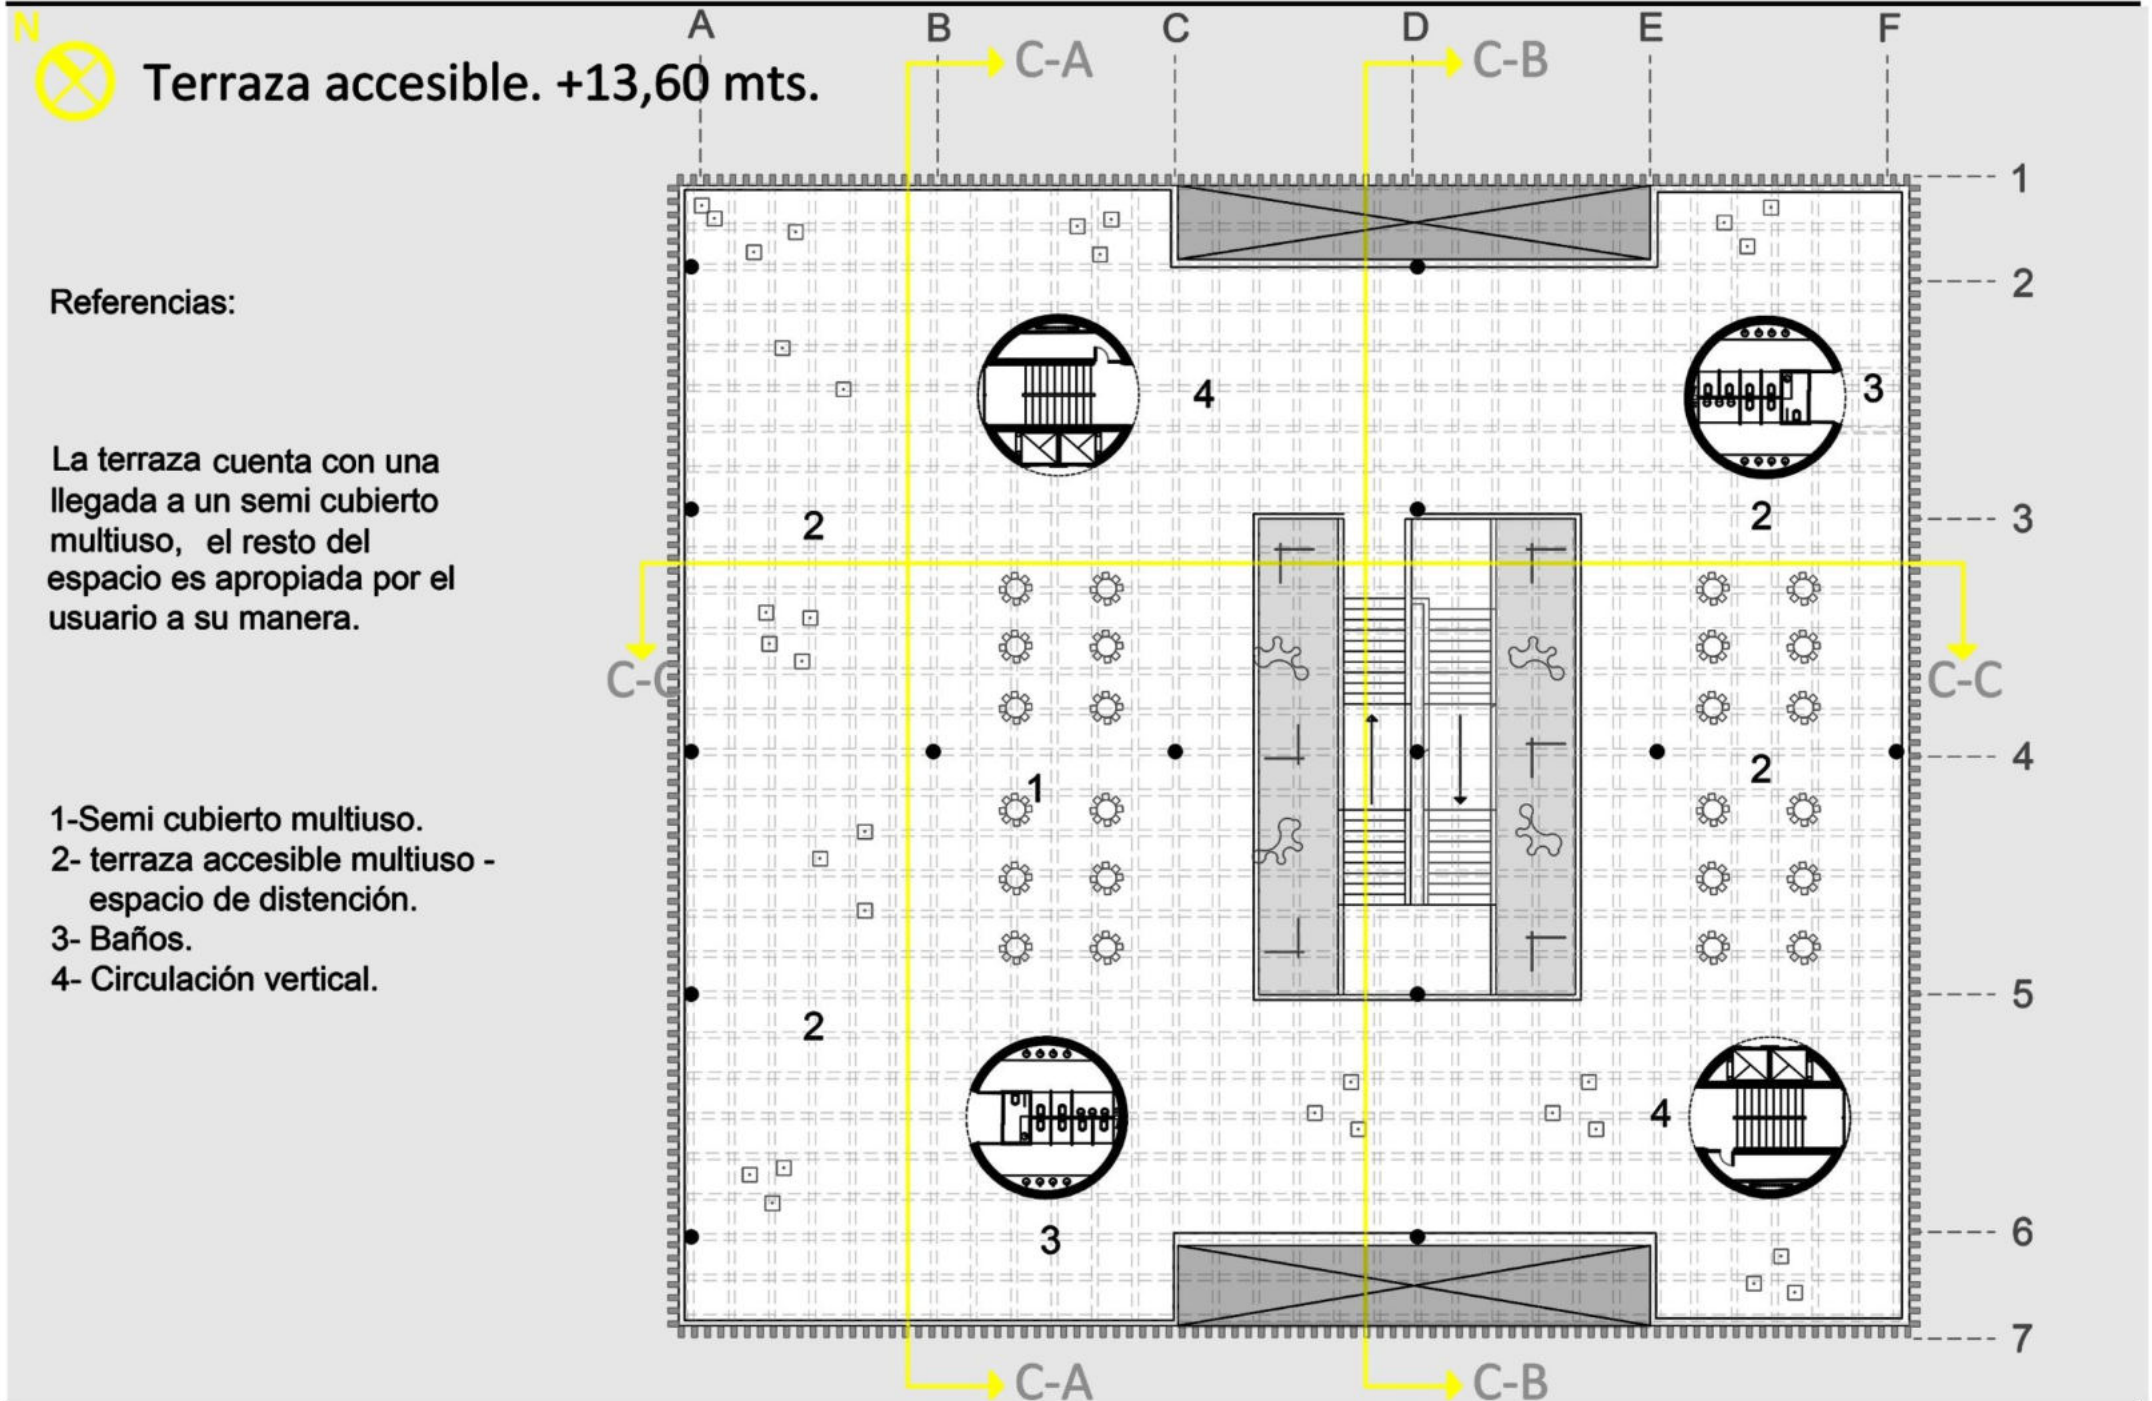 N
A B C D E F
C-A C-B
Terraza accesible. +13,60 mts.
1
2
Referencias:
4
3
La terraza cuenta con una
llegada a un semi cubierto
multiuso, el resto del
espacio es apropiada por el
usuario a su manera.
2
2
3
C-C
C-C
1
2
4
1-Semi cubierto multiuso.
2- terraza accesible multiuso -
espacio de distención.
3- Baños.
4- Circulación vertical.
5
2
4
3
6
7
C-A C-B